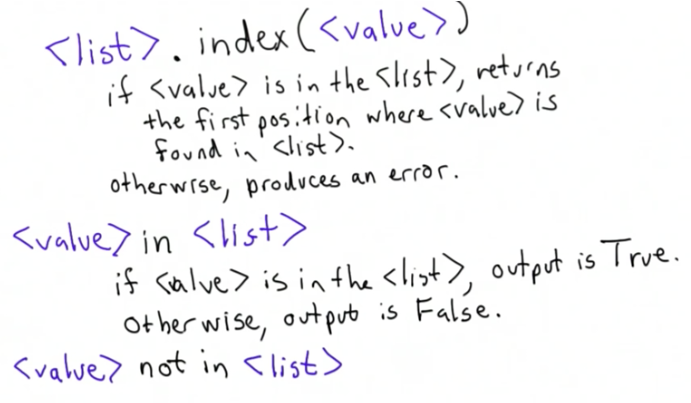 <list>.index(<value>)
if <value> is in the <list>, returns
the first position where <value> is
found in <list>.
otherwise, produces an error.
<value> in <list>
if <value> is in the <list>, output is True.
Otherwise, output is False.
<value> not in <list>